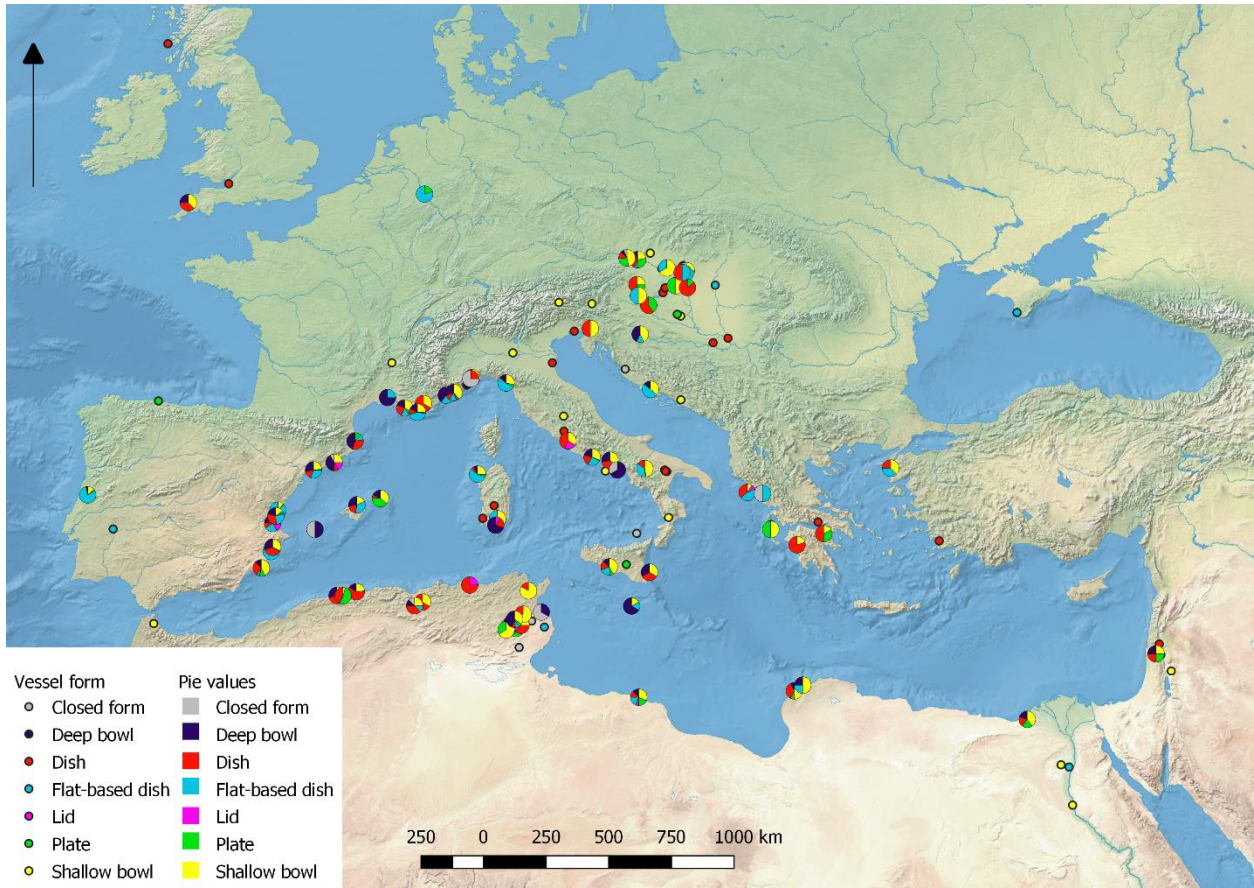 Vessel form Pie values
Closed form Closed form
Deep bowl Deep bowl
Dish Dish
Flat-based dish Flat-based dish
Lid Lid
Plate Plate
Shallow bowl Shallow bowl
250 0 250 500 750 1000 km